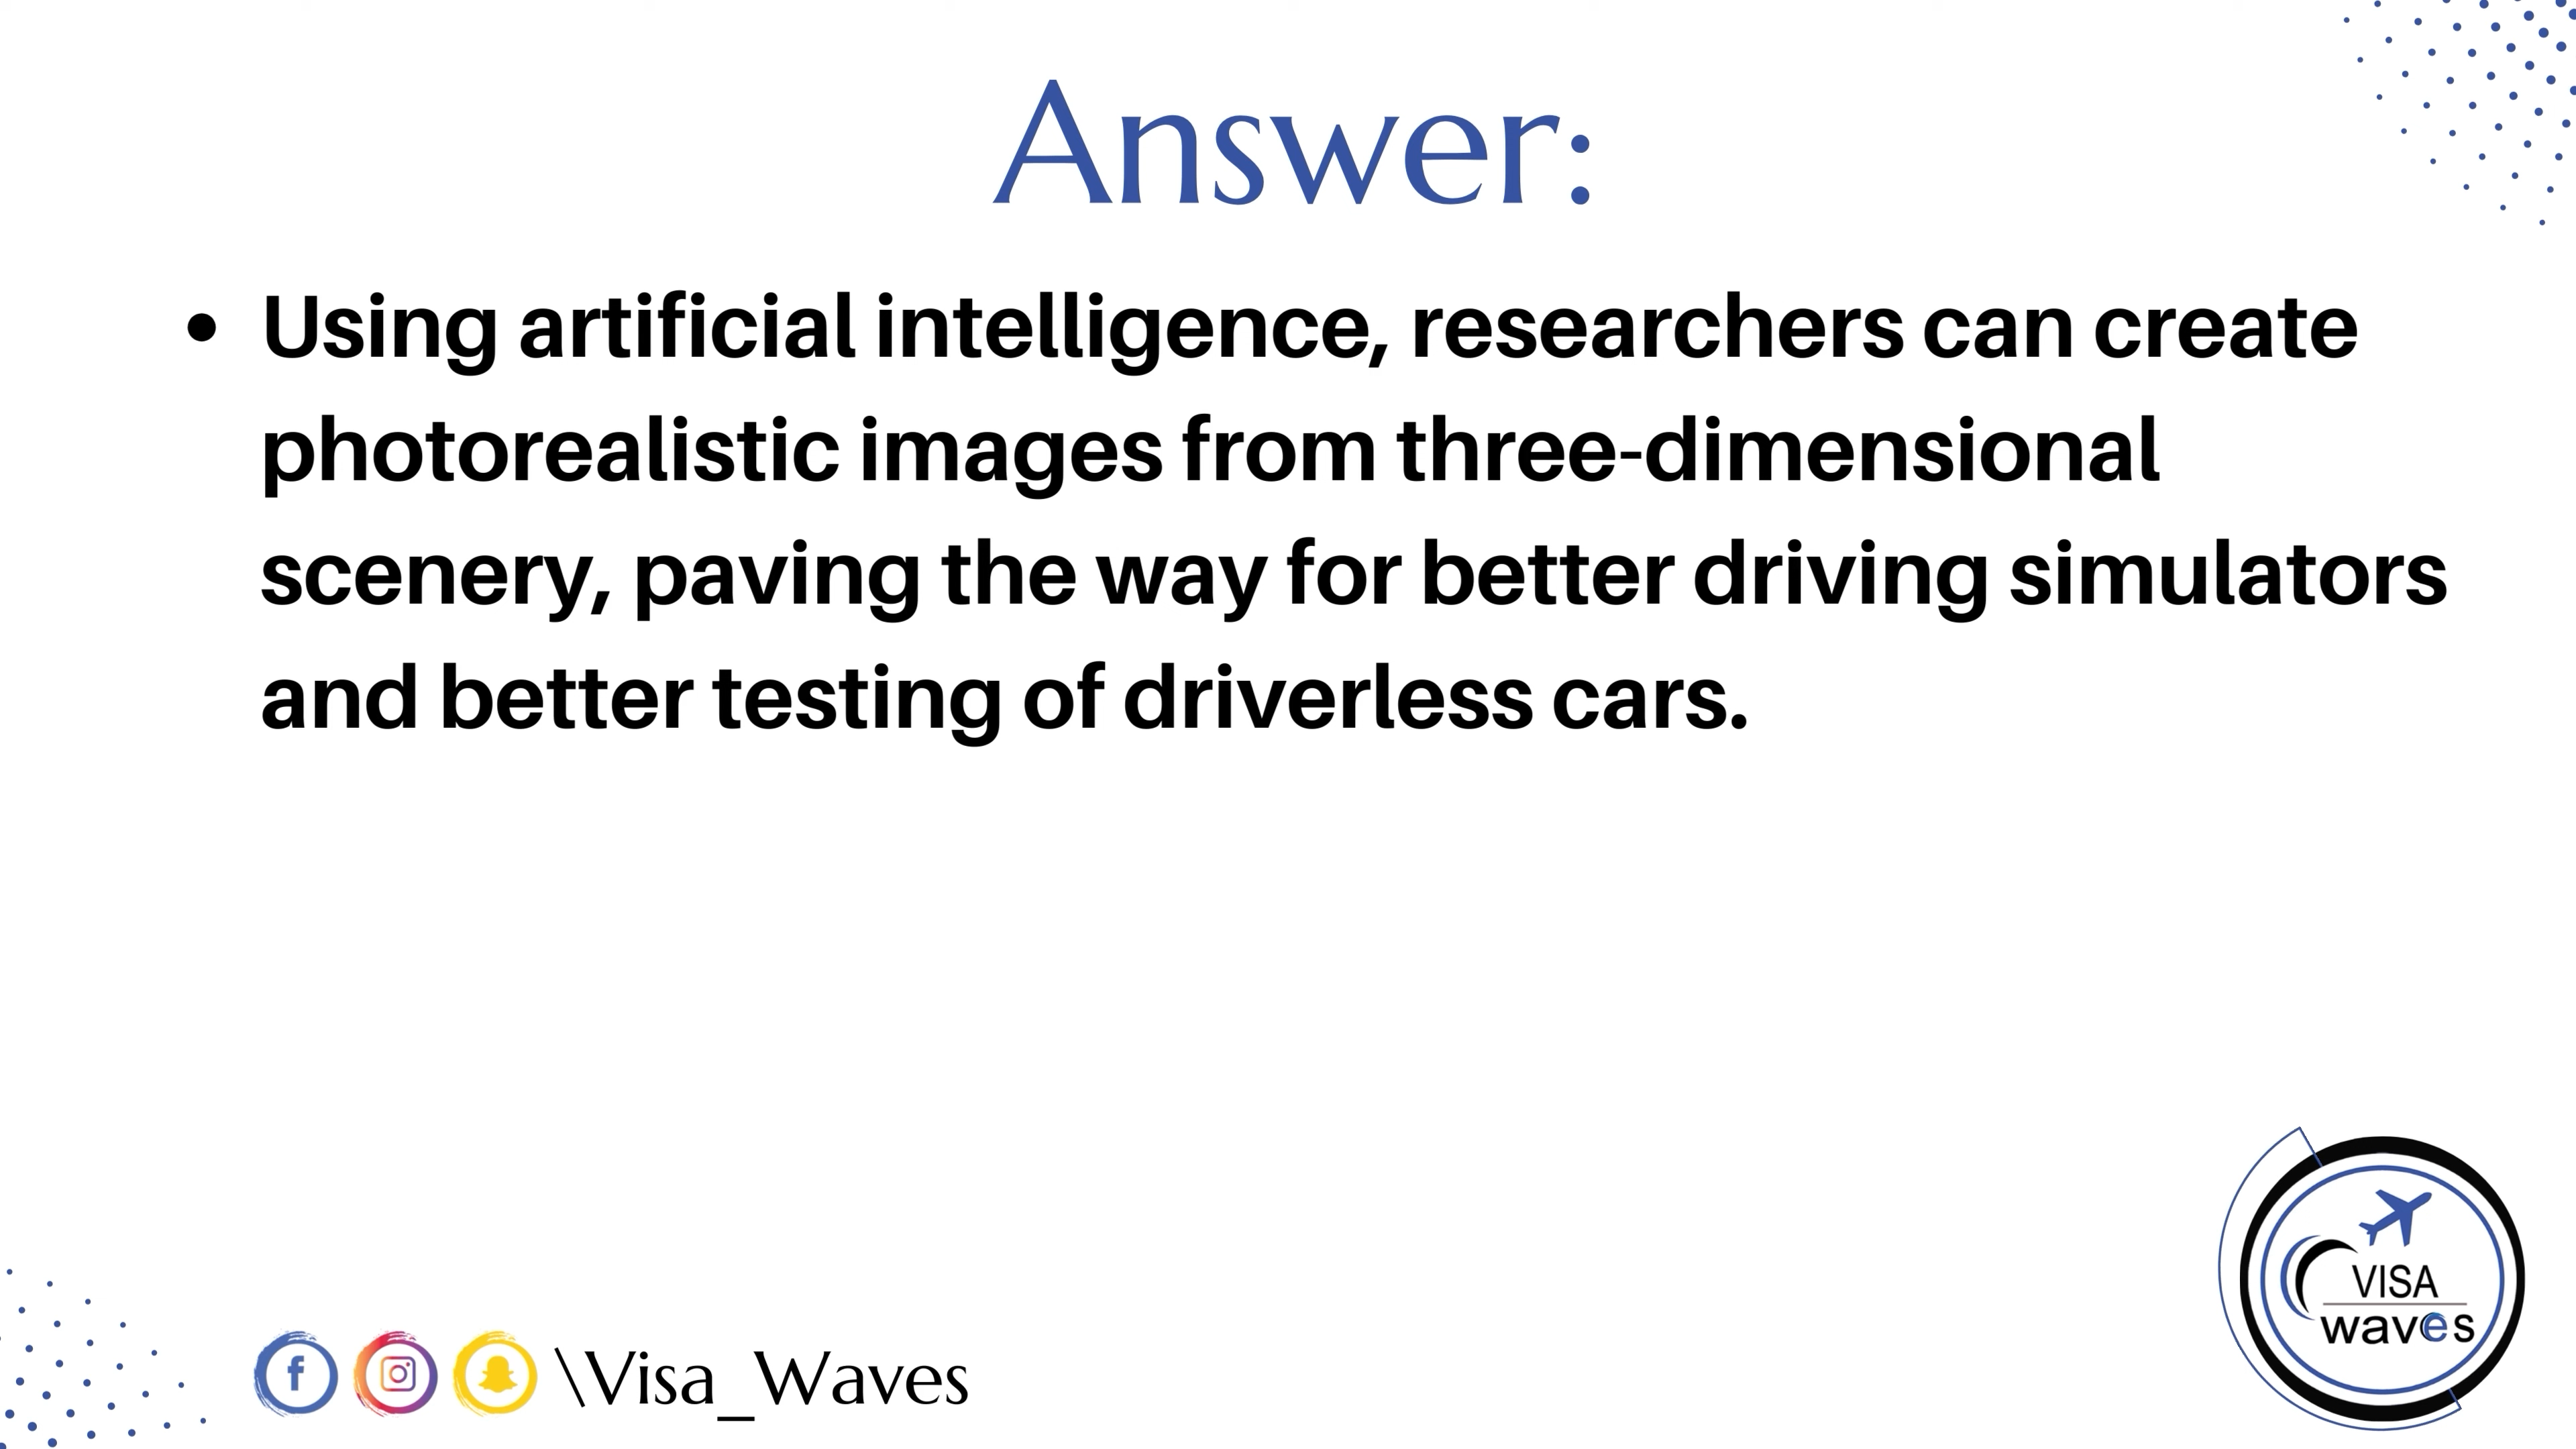 Answer:
• Using artificial intelligence, researchers can create
photorealistic images from three-dimensional
scenery, paving the way for better driving simulators
and better testing of driverless cars.
VISA
waves
\Visa_Waves